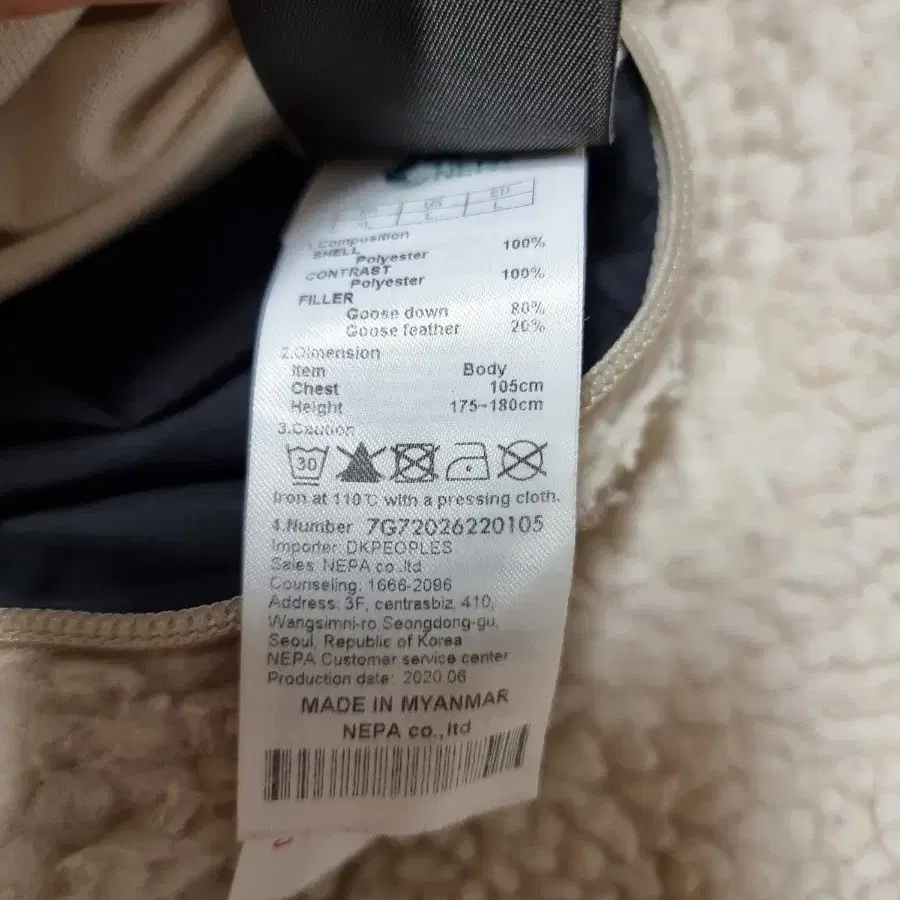 NEPA
US EU
L L
1.Composition
SHELL
Polyester 100%
CONTRAST
Polyester 100%
FILLER
Goose down 80%
Goose feather 20%
2.Dimension
Item Body
Chest 105cm
Height 175~180cm
3.Caution
30
Iron at 110℃ with a pressing cloth.
4.Number 7G72026220105
Importer: DKPEOPLES
Sales: NEPA co.,ltd
Counseling: 1666-2096
Address: 3F, centrasbiz, 410,
Wangsimni-ro,Seongdong-gu,
Seoul, Republic of Korea
NEPA Customer service center
Production date: 2020.06
MADE IN MYANMAR
NEPA co.,ltd